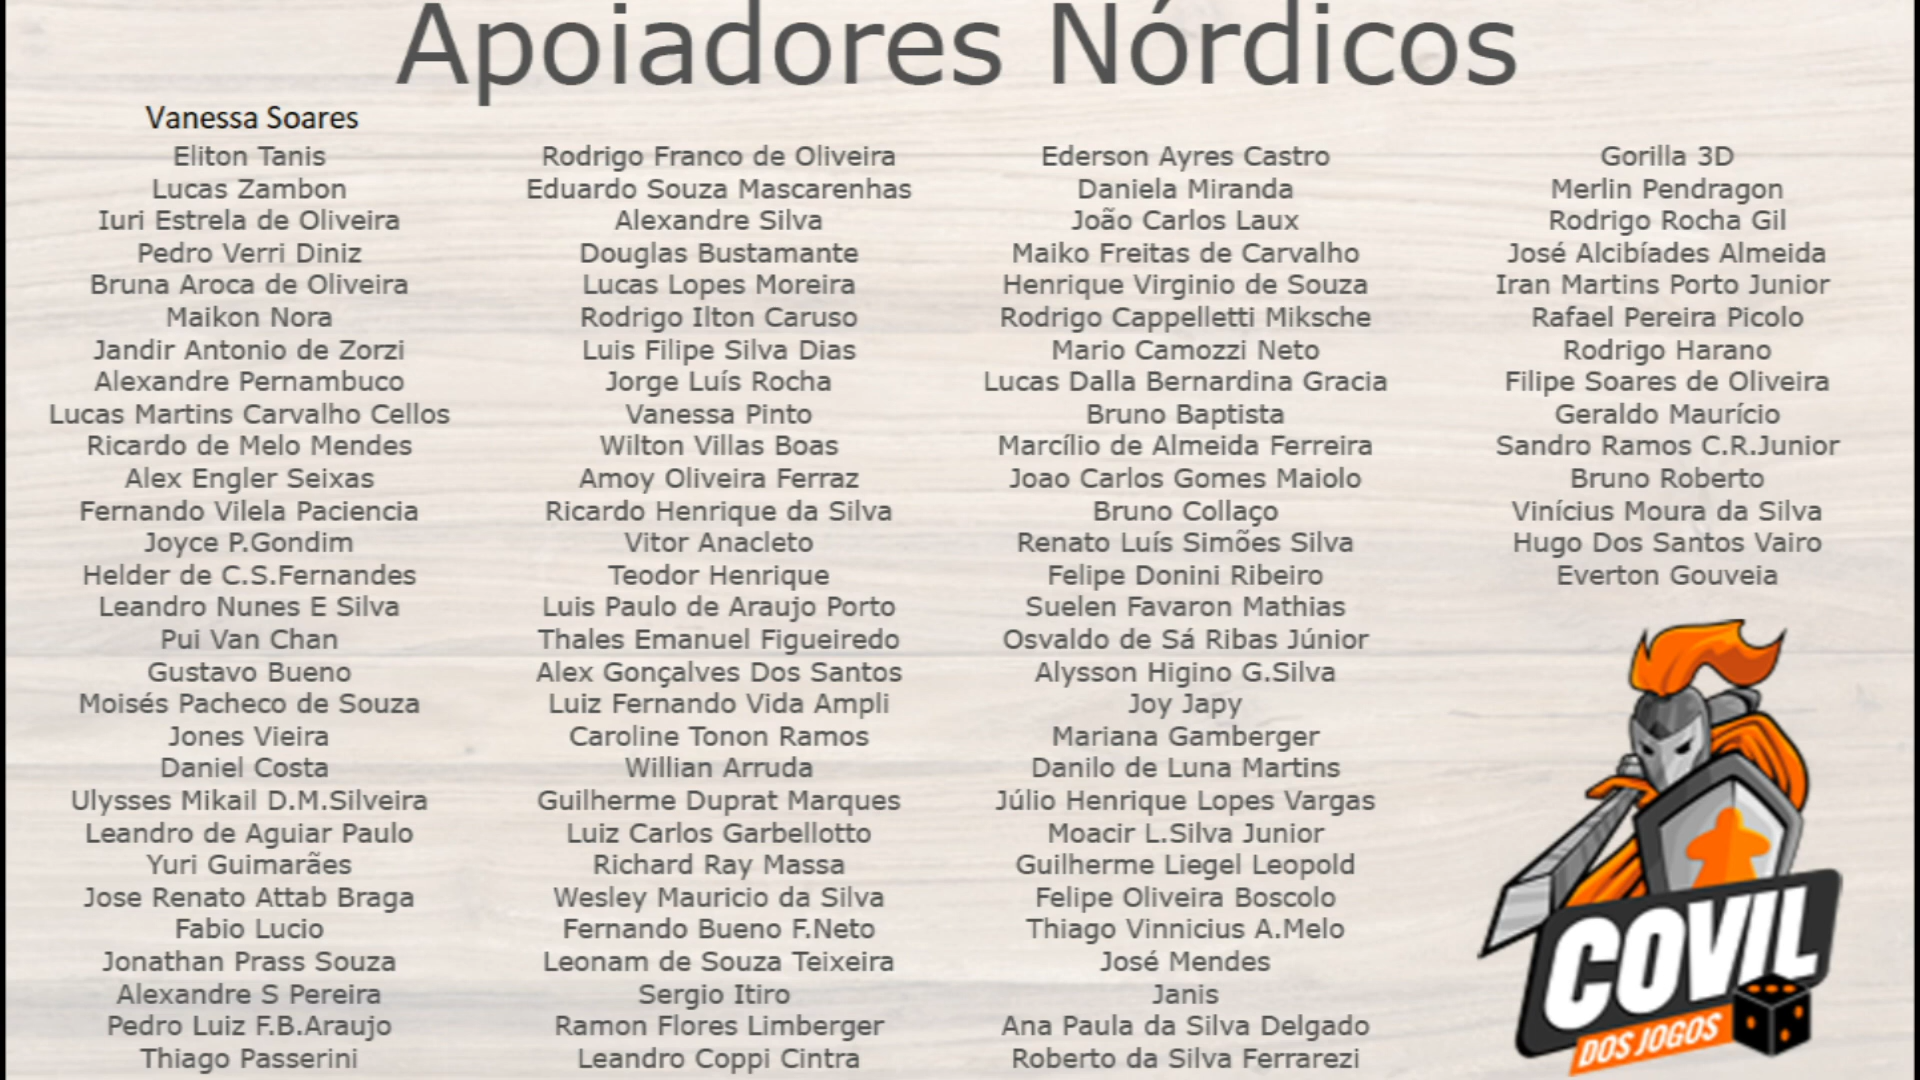 Apoiadores Nórdicos
Vanessa Soares
Eliton Tanis
Lucas Zambon
Iuri Estrela de Oliveira
Pedro Verri Diniz
Bruna Aroca de Oliveira
Maikon Nora
Jandir Antonio de Zorzi
Alexandre Pernambuco
Lucas Martins Carvalho Cellos
Ricardo de Melo Mendes
Alex Engler Seixas
Fernando Vilela Paciencia
Joyce P.Gondim
Helder de C.S.Fernandes
Leandro Nunes E Silva
Pui Van Chan
Gustavo Bueno
Moisés Pacheco de Souza
Jones Vieira
Daniel Costa
Ulysses Mikail D.M.Silveira
Leandro de Aguiar Paulo
Yuri Guimarães
Jose Renato Attab Braga
Fabio Lucio
Jonathan Prass Souza
Alexandre S Pereira
Pedro Luiz F.B.Araujo
Thiago Passerini
Rodrigo Franco de Oliveira
Eduardo Souza Mascarenhas
Alexandre Silva
Douglas Bustamante
Lucas Lopes Moreira
Rodrigo Ilton Caruso
Luis Filipe Silva Dias
Jorge Luís Rocha
Vanessa Pinto
Wilton Villas Boas
Amoy Oliveira Ferraz
Ricardo Henrique da Silva
Vitor Anacleto
Teodor Henrique
Luis Paulo de Araujo Porto
Thales Emanuel Figueiredo
Alex Gonçalves Dos Santos
Luiz Fernando Vida Ampli
Caroline Tonon Ramos
Willian Arruda
Guilherme Duprat Marques
Luiz Carlos Garbellotto
Richard Ray Massa
Wesley Mauricio da Silva
Fernando Bueno F.Neto
Leonam de Souza Teixeira
Sergio Itiro
Ramon Flores Limberger
Leandro Coppi Cintra
Ederson Ayres Castro
Daniela Miranda
João Carlos Laux
Maiko Freitas de Carvalho
Henrique Virginio de Souza
Rodrigo Cappelletti Miksche
Mario Camozzi Neto
Lucas Dalla Bernardina Gracia
Bruno Baptista
Marcílio de Almeida Ferreira
Joao Carlos Gomes Maiolo
Bruno Collaço
Renato Luís Simões Silva
Felipe Donini Ribeiro
Suelen Favaron Mathias
Osvaldo de Sá Ribas Júnior
Alysson Higino G.Silva
Joy Japy
Mariana Gamberger
Danilo de Luna Martins
Júlio Henrique Lopes Vargas
Moacir L.Silva Junior
Guilherme Liegel Leopold
Felipe Oliveira Boscolo
Thiago Vinnicius A.Melo
José Mendes
Janis
Ana Paula da Silva Delgado
Roberto da Silva Ferrarezi
Gorilla 3D
Merlin Pendragon
Rodrigo Rocha Gil
José Alcibíades Almeida
Iran Martins Porto Junior
Rafael Pereira Picolo
Rodrigo Harano
Filipe Soares de Oliveira
Geraldo Maurício
Sandro Ramos C.R.Junior
Bruno Roberto
Vinícius Moura da Silva
Hugo Dos Santos Vairo
Everton Gouveia
COVIL
DOS JOGOS